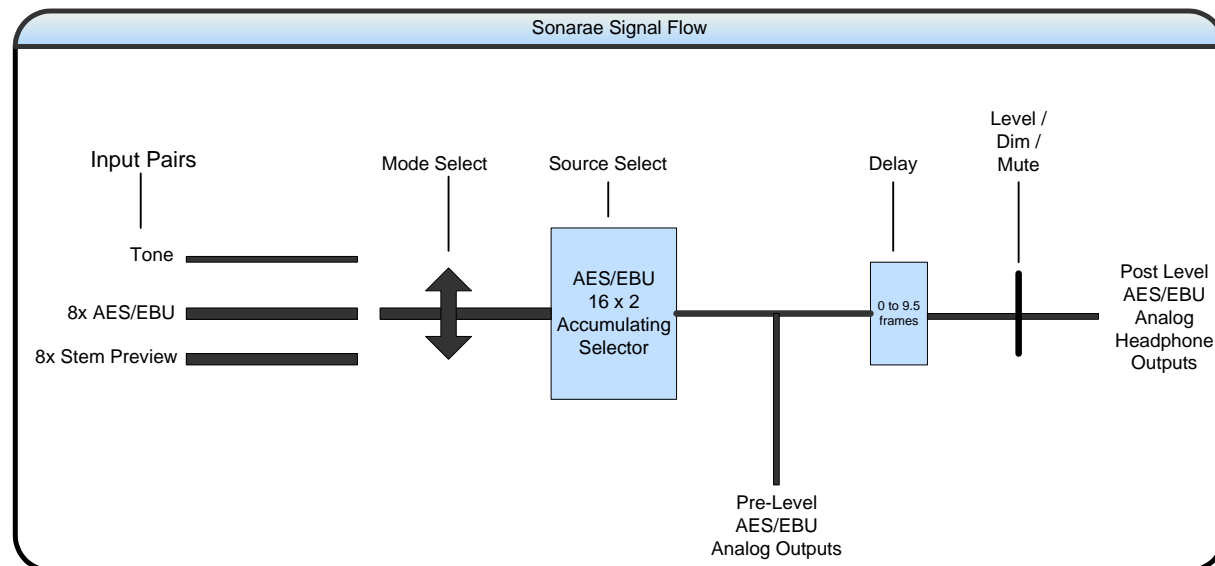 Sonarae Signal Flow
Input Pairs
Mode Select
Source Select
Delay
Level /
Dim /
Mute
Tone
8x AES/EBU
8x Stem Preview
AES/EBU
16 x 2
Accumulating
Selector
0 to 9.5
frames
Post Level
AES/EBU
Analog
Headphone
Outputs
Pre-Level
AES/EBU
Analog Outputs